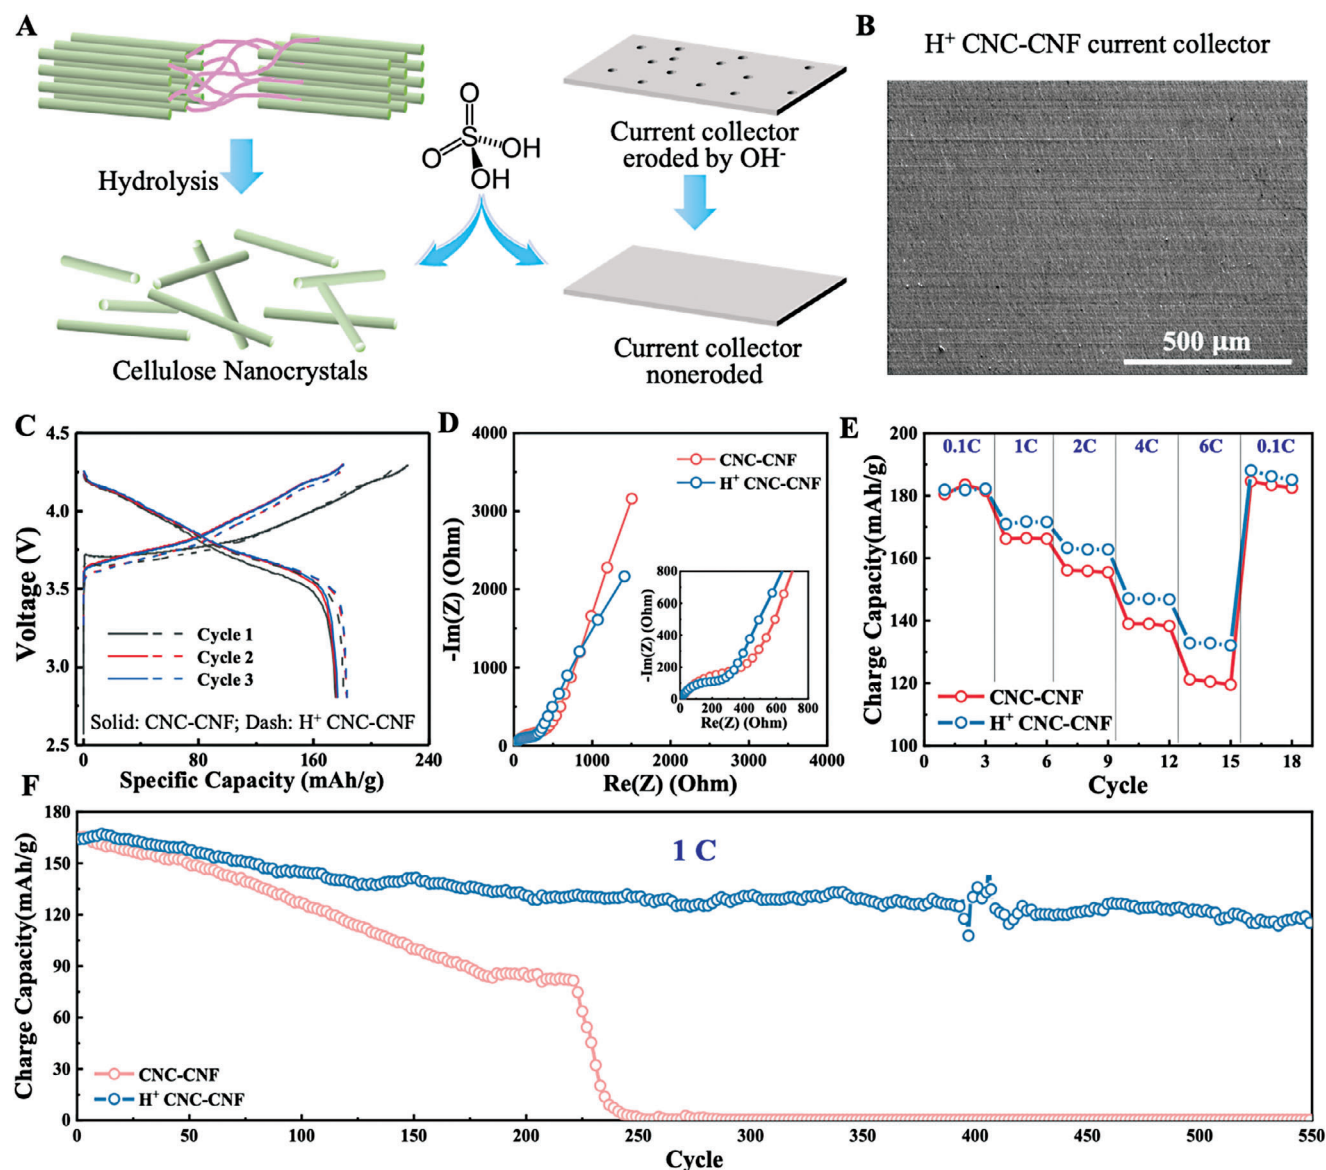 A
Hydrolysis
Cellulose Nanocrystals
O
O
S
OH
OH
Current collector
eroded by OH-
Current collector
noneroded
B
H⁺ CNC-CNF current collector
500 μm
C
Voltage (V)
4.5
4.0
3.5
3.0
2.5
Cycle 1
Cycle 2
Cycle 3
Solid: CNC-CNF; Dash: H⁺ CNC-CNF
0 80 160 240
Specific Capacity (mAh/g)
D
-Im(Z) (Ohm)
4000
3000
2000
1000
0
CNC-CNF
H⁺ CNC-CNF
-Im(Z) (Ohm)
800
600
400
200
0
0 200 400 600 800
Re(Z) (Ohm)
0 1000 2000 3000 4000
Re(Z) (Ohm)
E
Charge Capacity(mAh/g)
200
180
160
140
120
100
0.1C 1C 2C 4C 6C 0.1C
CNC-CNF
H⁺ CNC-CNF
0 3 6 9 12 15 18
Cycle
F
Charge Capacity(mAh/g)
180
150
120
90
60
30
0
1 C
CNC-CNF
H⁺ CNC-CNF
0 50 100 150 200 250 300 350 400 450 500 550
Cycle